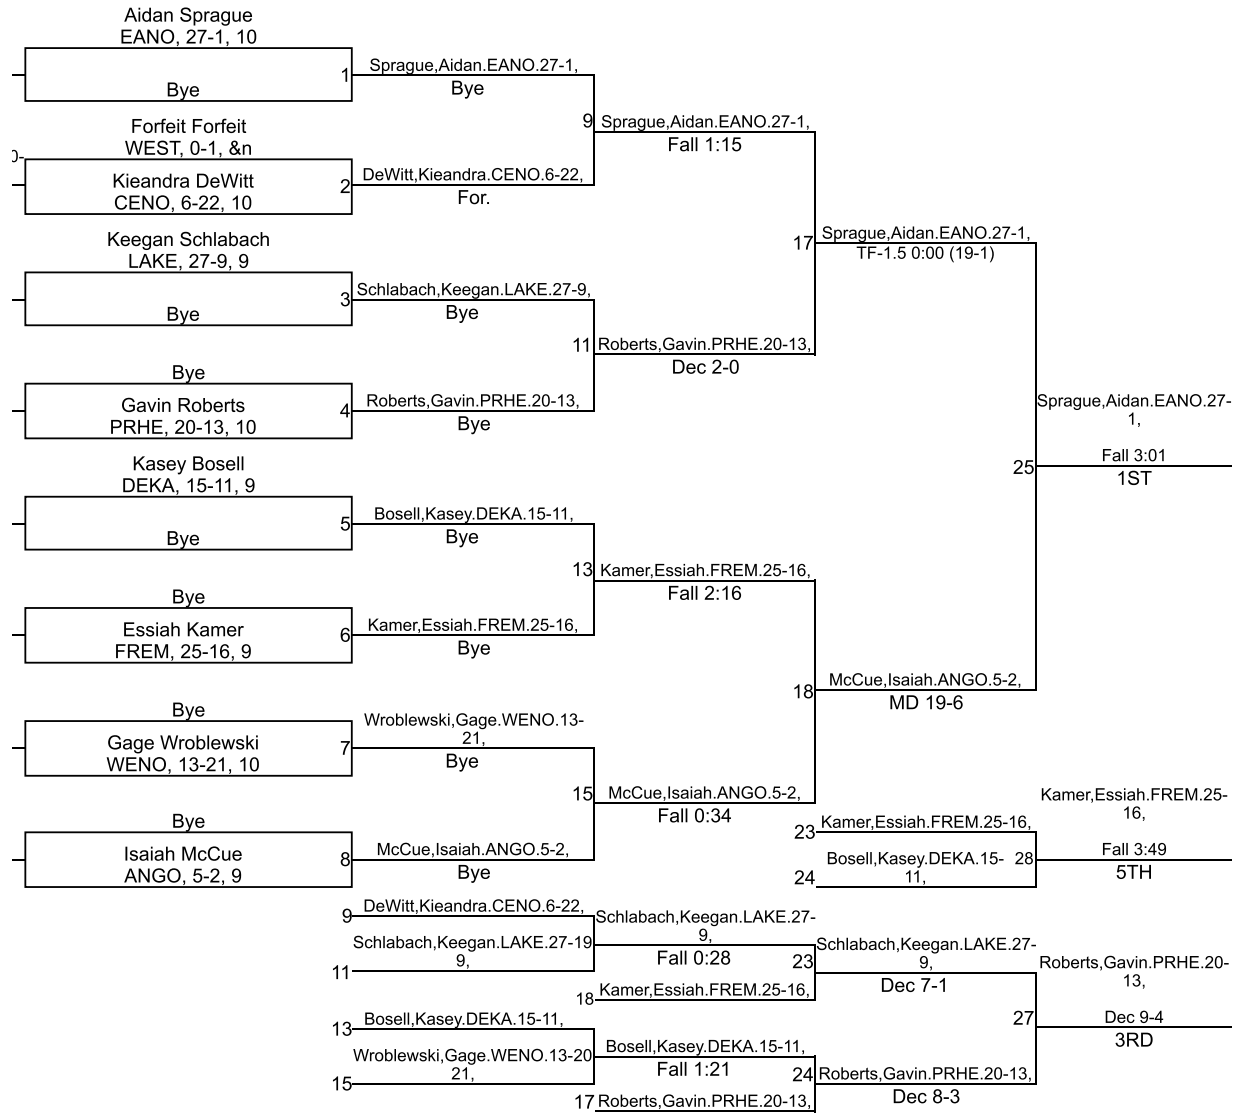 Aidan Sprague
EANO, 27-1, 10
Bye
1
Sprague,Aidan.EANO.27-1,
Bye
9
Sprague,Aidan.EANO.27-1,
Fall 1:15
Forfeit Forfeit
WEST, 0-1, &n
0-
Kieandra DeWitt
CENO, 6-22, 10
2
DeWitt,Kieandra.CENO.6-22,
For.
17
Sprague,Aidan.EANO.27-1,
TF-1.5 0:00 (19-1)
Keegan Schlabach
LAKE, 27-9, 9
Bye
3
Schlabach,Keegan.LAKE.27-9,
Bye
11
Roberts,Gavin.PRHE.20-13,
Dec 2-0
Bye
Gavin Roberts
PRHE, 20-13, 10
4
Roberts,Gavin.PRHE.20-13,
Bye
Sprague,Aidan.EANO.27-
1,
25
Fall 3:01
1ST
Kasey Bosell
DEKA, 15-11, 9
Bye
5
Bosell,Kasey.DEKA.15-11,
Bye
13
Kamer,Essiah.FREM.25-16,
Fall 2:16
Bye
Essiah Kamer
FREM, 25-16, 9
6
Kamer,Essiah.FREM.25-16,
Bye
18
McCue,Isaiah.ANGO.5-2,
MD 19-6
Bye
Gage Wroblewski
WENO, 13-21, 10
7
Wroblewski,Gage.WENO.13-
21,
Bye
15
McCue,Isaiah.ANGO.5-2,
Fall 0:34
Bye
Isaiah McCue
ANGO, 5-2, 9
8
McCue,Isaiah.ANGO.5-2,
Bye
23
Kamer,Essiah.FREM.25-16,
24
Bosell,Kasey.DEKA.15-
11,
28
Kamer,Essiah.FREM.25-
16,
Fall 3:49
5TH
9
DeWitt,Kieandra.CENO.6-22,
11
Schlabach,Keegan.LAKE.27-19
9,
Schlabach,Keegan.LAKE.27-
9,
Fall 0:28
23
18
Kamer,Essiah.FREM.25-16,
Schlabach,Keegan.LAKE.27-
9,
Dec 7-1
27
Roberts,Gavin.PRHE.20-
13,
Dec 9-4
3RD
13
Bosell,Kasey.DEKA.15-11,
15
Wroblewski,Gage.WENO.13-20
21,
Bosell,Kasey.DEKA.15-11,
Fall 1:21
24
17
Roberts,Gavin.PRHE.20-13,
Roberts,Gavin.PRHE.20-13,
Dec 8-3